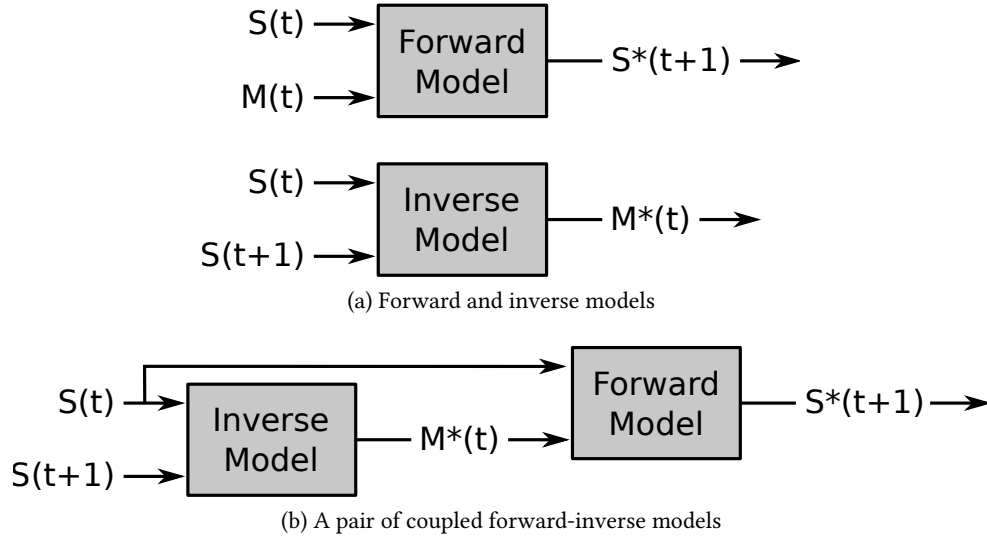 S(t)
M(t)
Forward
Model
S*(t+1)
S(t)
S(t+1)
Inverse
Model
M*(t)
(a) Forward and inverse models
S(t)
S(t+1)
Inverse
Model
M*(t)
Forward
Model
S*(t+1)
(b) A pair of coupled forward-inverse models